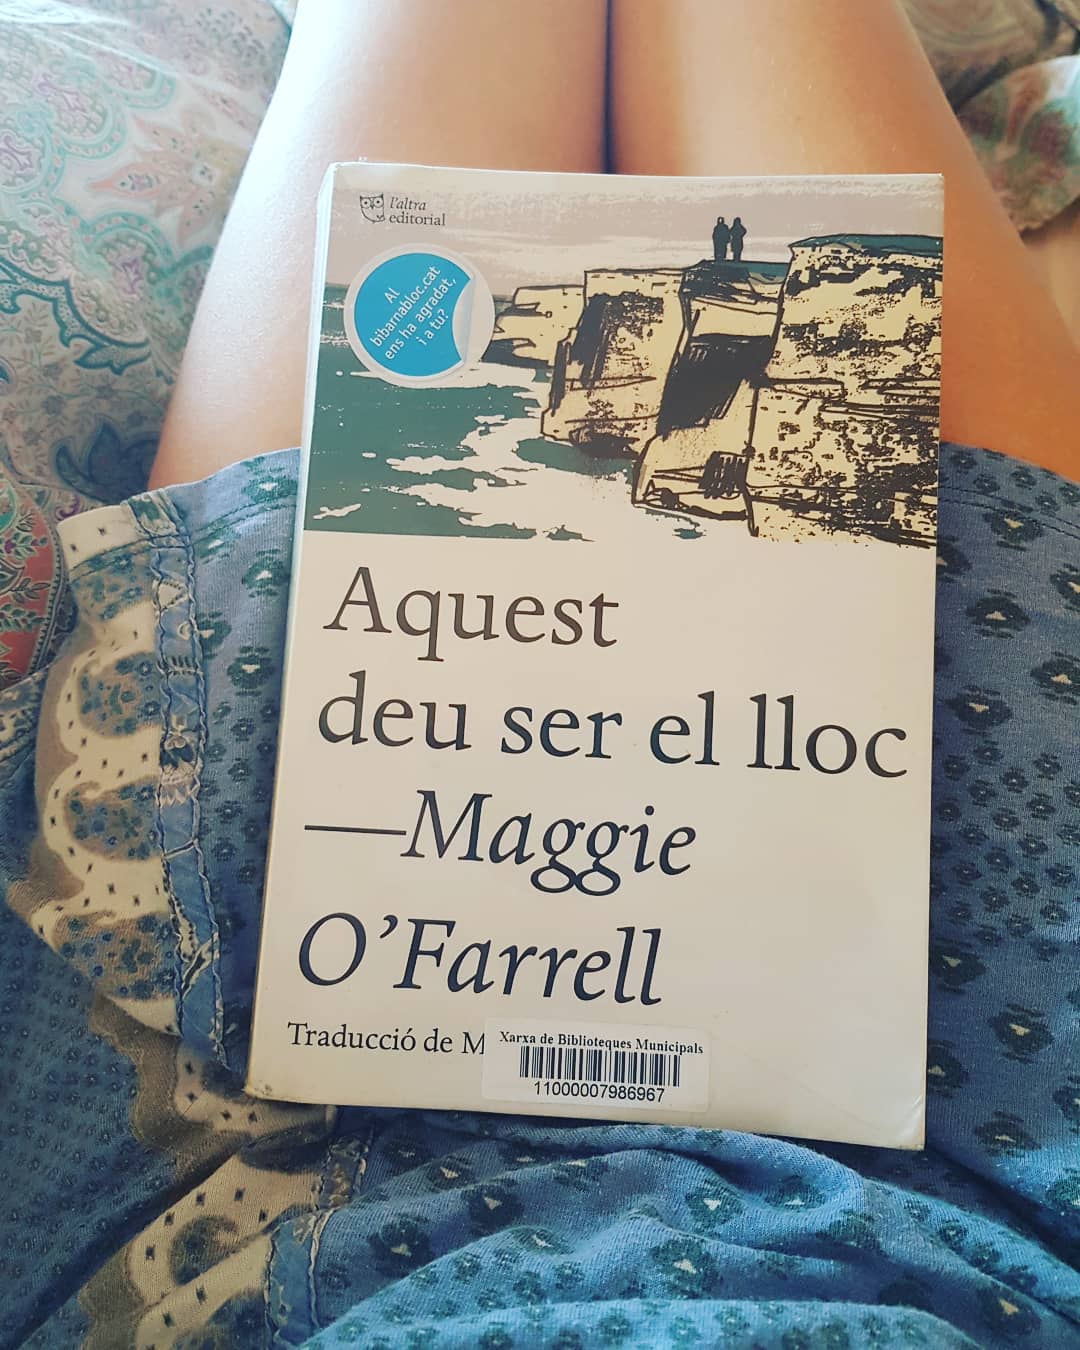 l'altra
editorial
Al
bibarnabloc.cat
ens ha agradat,
i a tu?
Aquest
deu ser el lloc
—Maggie
O'Farrell
Traducció de M
Xarxa de Biblioteques Municipals
11000007986967